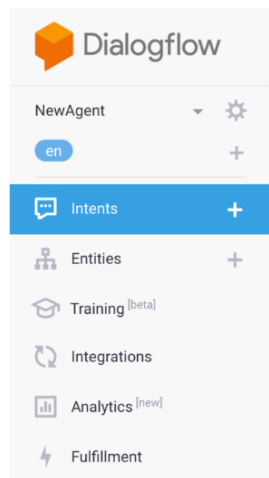 Dialogflow
NewAgent
en
Intents
Entities
Training [beta]
Integrations
Analytics [new]
Fulfillment